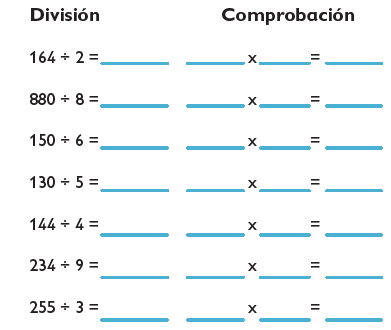 División Comprobación
164 ÷ 2 = x =
880 ÷ 8 = x =
150 ÷ 6 = x =
130 ÷ 5 = x =
144 ÷ 4 = x =
234 ÷ 9 = x =
255 ÷ 3 = x =